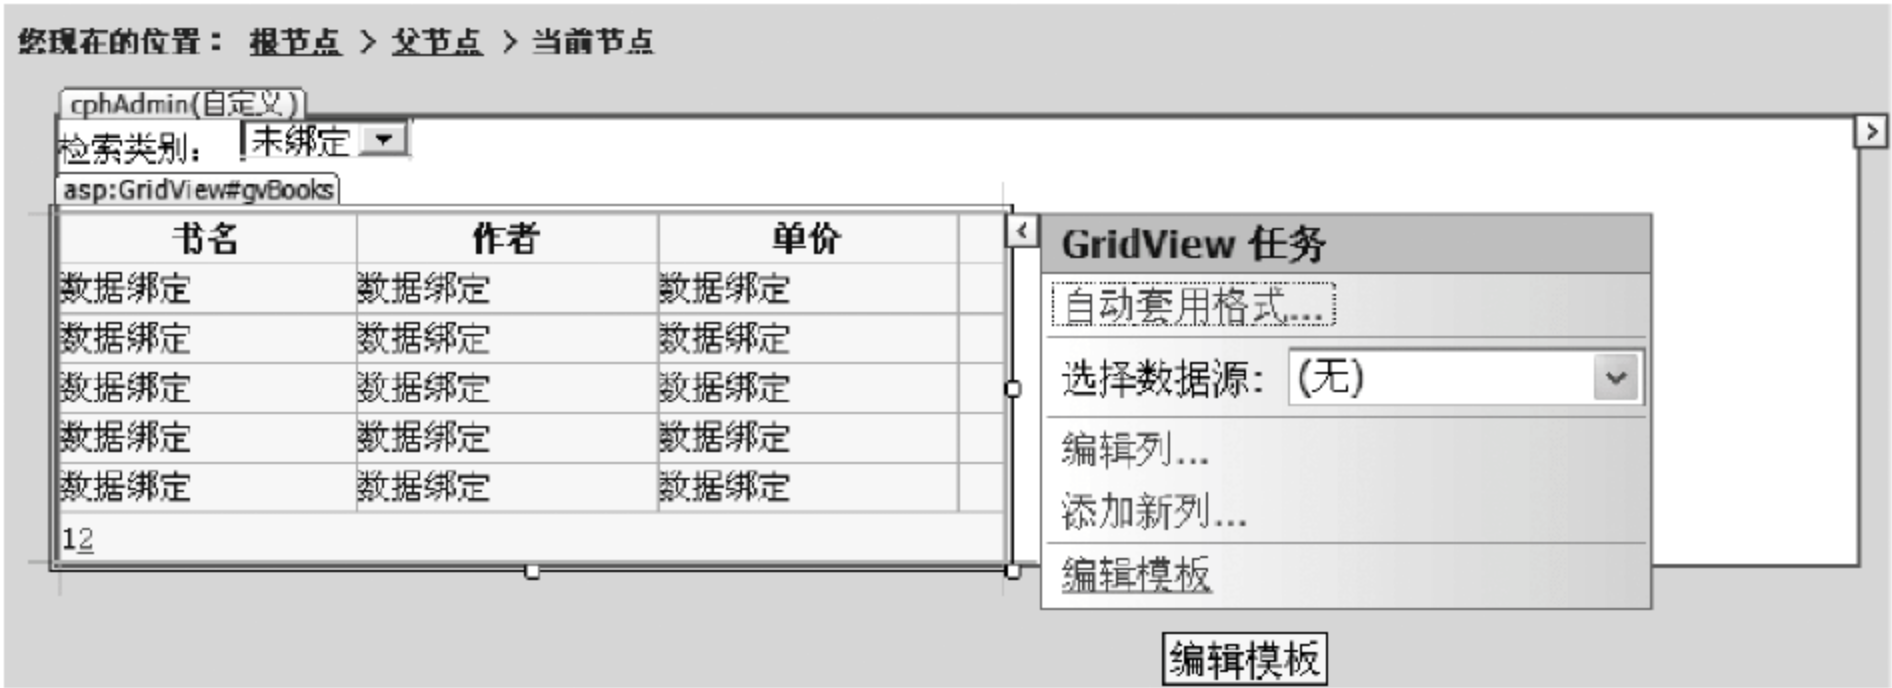 您现在的位置： 根节点 > 父节点 > 当前节点
cphAdmin(自定义)
检索类别： 未绑定
asp:GridView#gvBooks
书名 作者 单价
数据绑定 数据绑定 数据绑定
数据绑定 数据绑定 数据绑定
数据绑定 数据绑定 数据绑定
数据绑定 数据绑定 数据绑定
数据绑定 数据绑定 数据绑定
12
GridView 任务
自动套用格式...
选择数据源： (无)
编辑列...
添加新列...
编辑模板
编辑模板